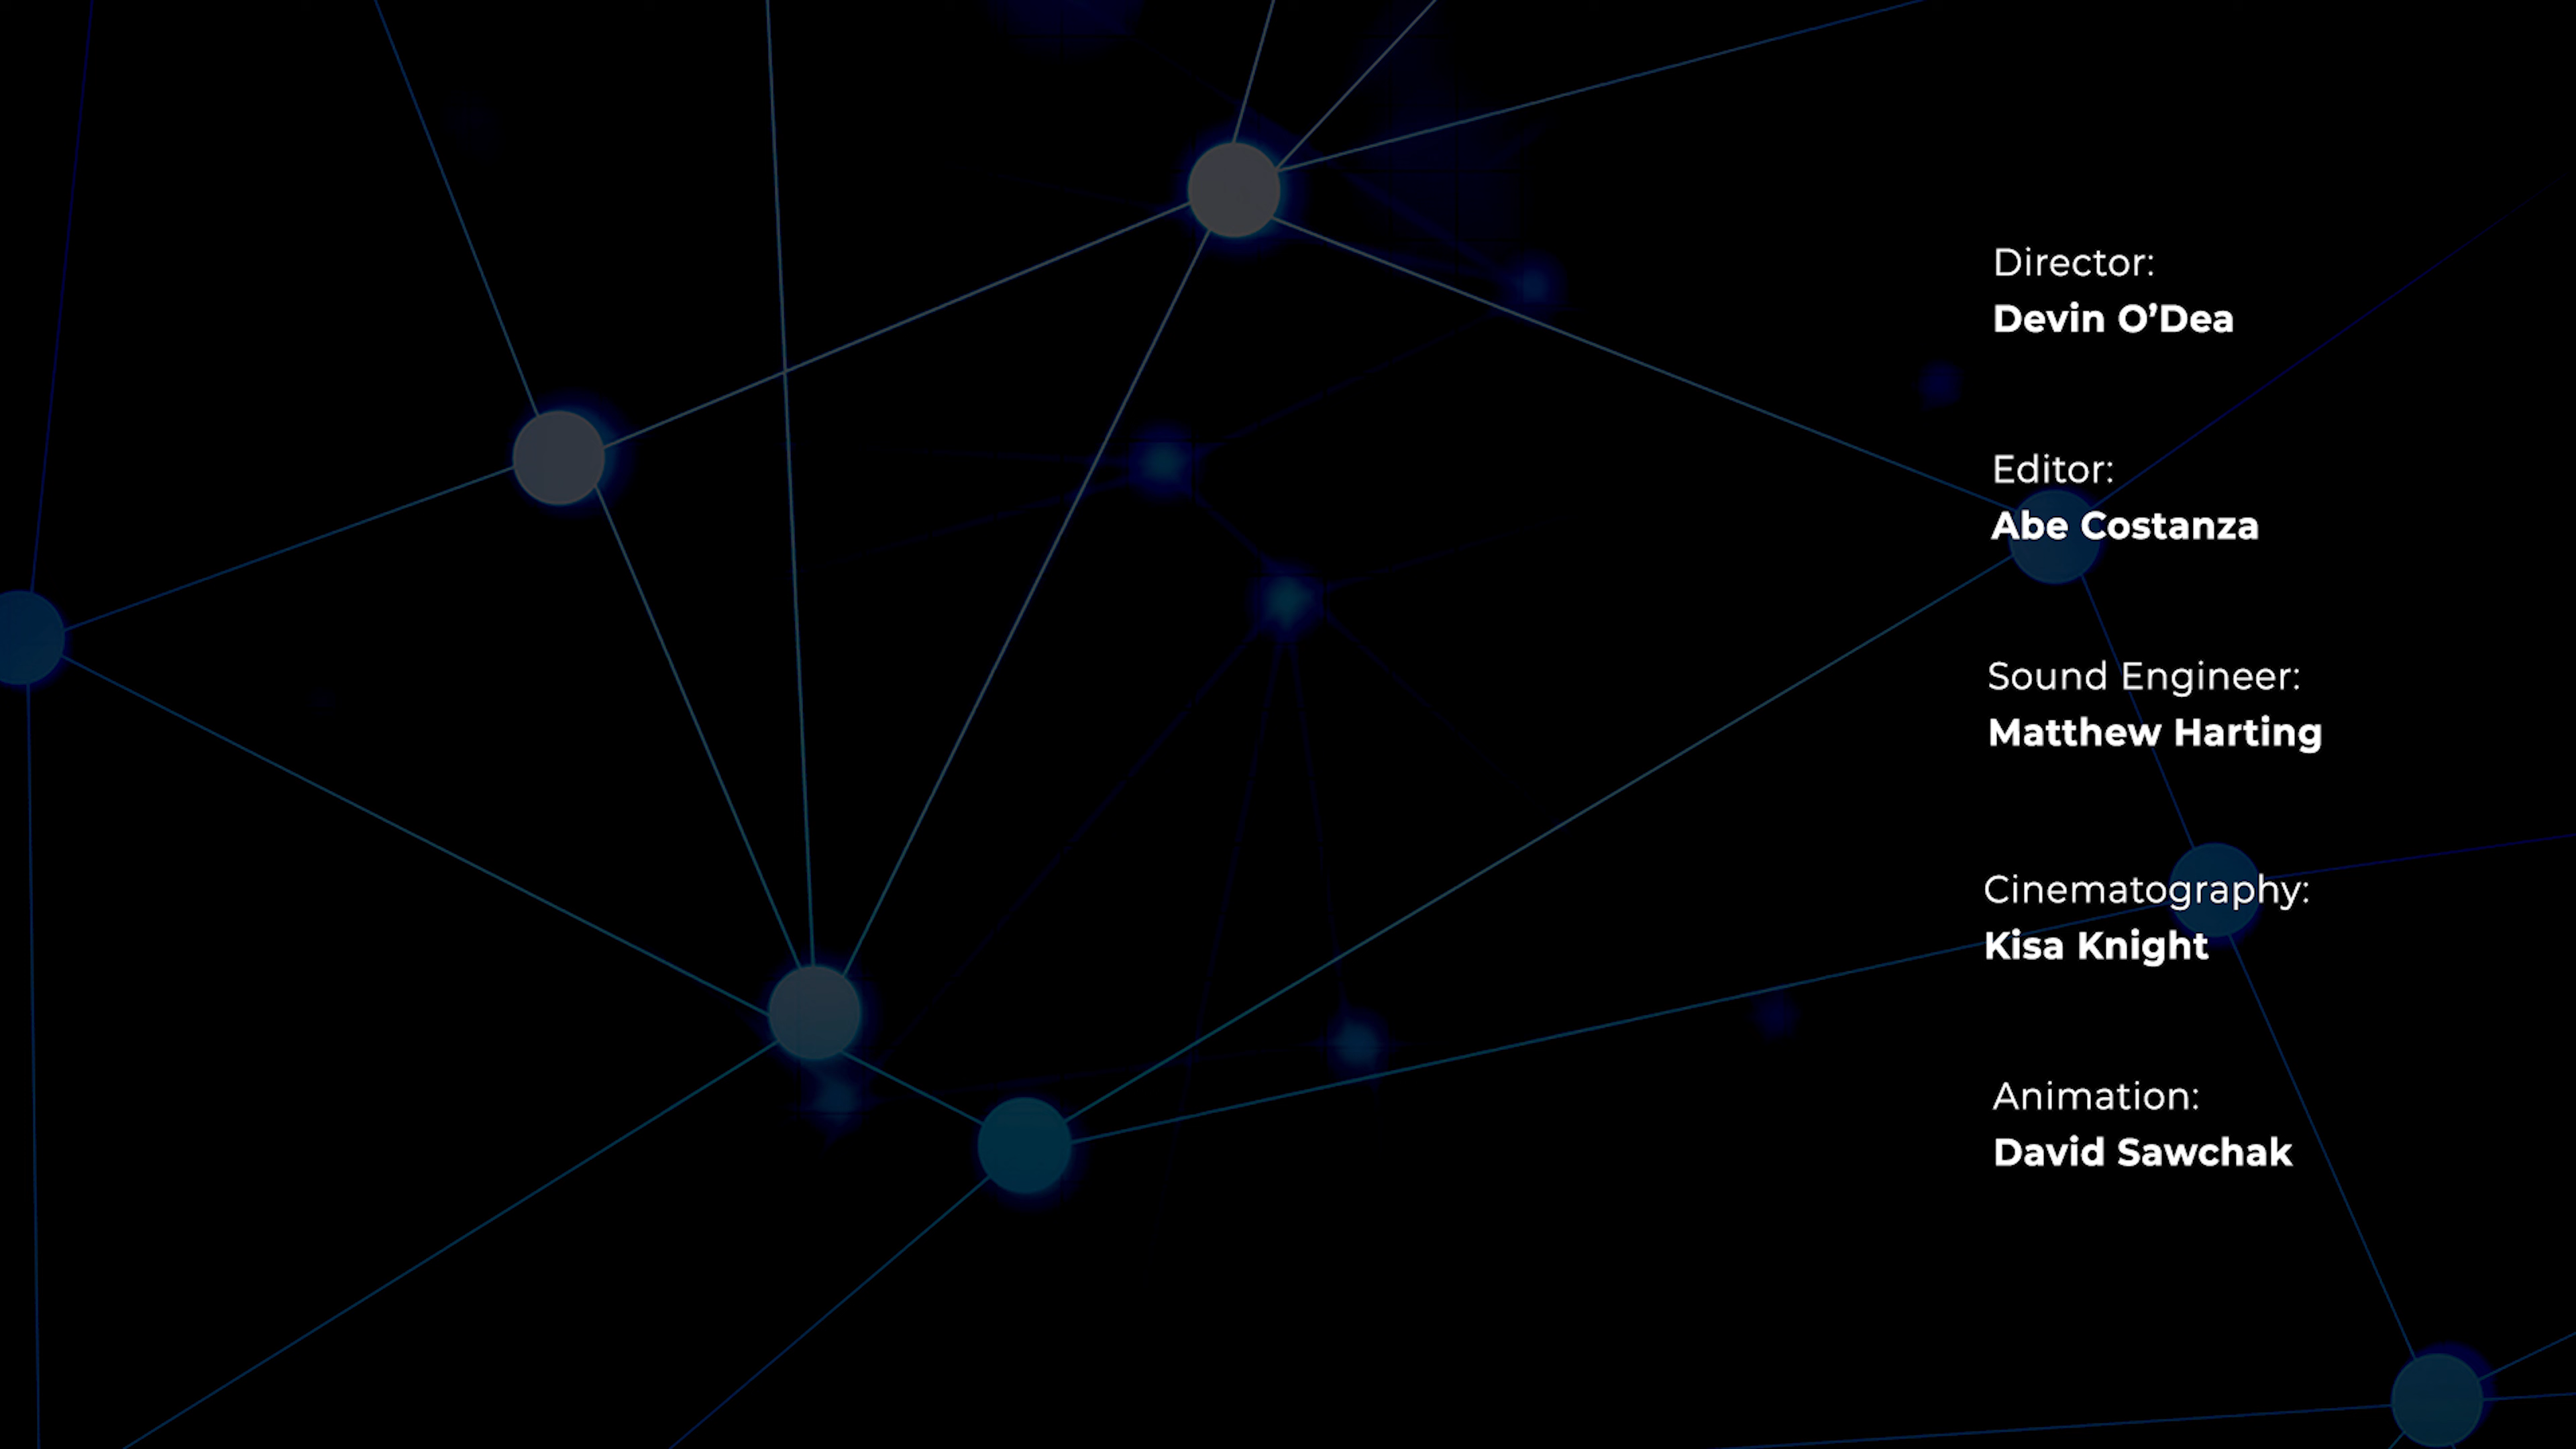 Director:
Devin O’Dea
Editor:
Abe Costanza
Sound Engineer:
Matthew Harting
Cinematography:
Kisa Knight
Animation:
David Sawchak